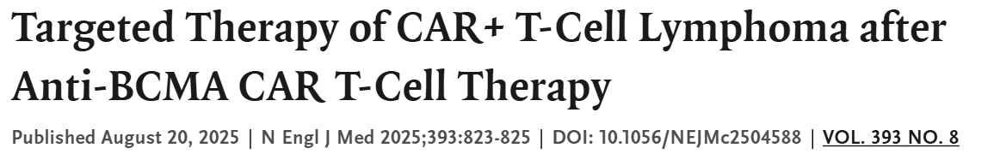 Targeted Therapy of CAR+ T-Cell Lymphoma after
Anti-BCMA CAR T-Cell Therapy
Published August 20, 2025 | N Engl J Med 2025;393:823-825 | DOI: 10.1056/NEJMc2504588 | VOL. 393 NO. 8